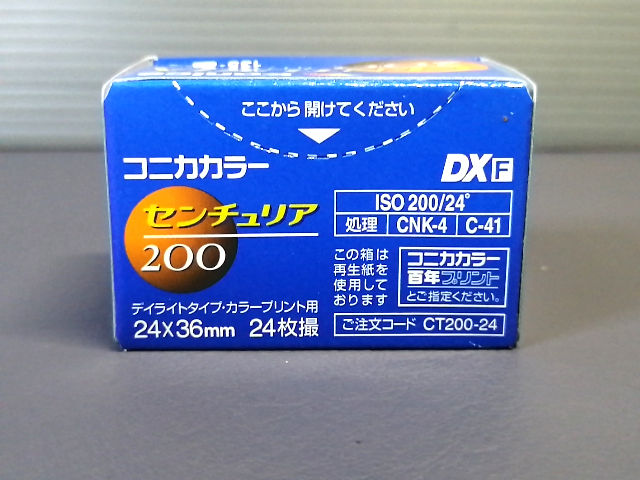 ここから開けてください
コニカカラー
DX F
センチュリア
200
ISO 200/24°
処理 CNK-4 C-41
この箱は
再生紙を
使用して
おります
コニカカラー
百年プリント
とご指定ください。
デイライトタイプ・カラープリント用
24×36mm 24枚撮
ご注文コード CT200-24